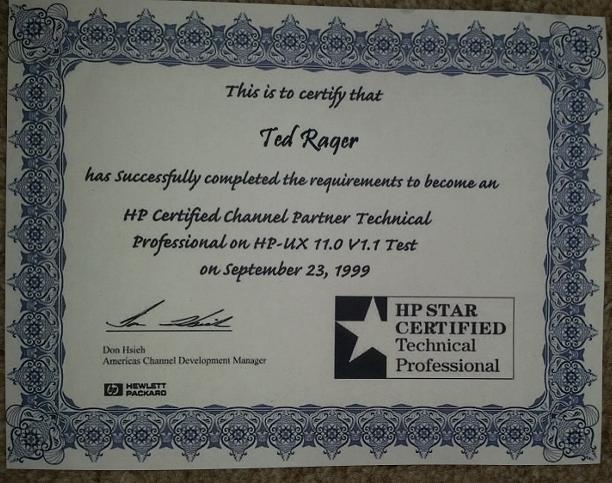 This is to certify that
Ted Rager
has Successfully completed the requirements to become an
HP Certified Channel Partner Technical
Professional on HP-UX 11.0 V1.1 Test
on September 23, 1999
Don Hsieh
Americas Channel Development Manager
hp HEWLETT
PACKARD
HP STAR
CERTIFIED
Technical
Professional